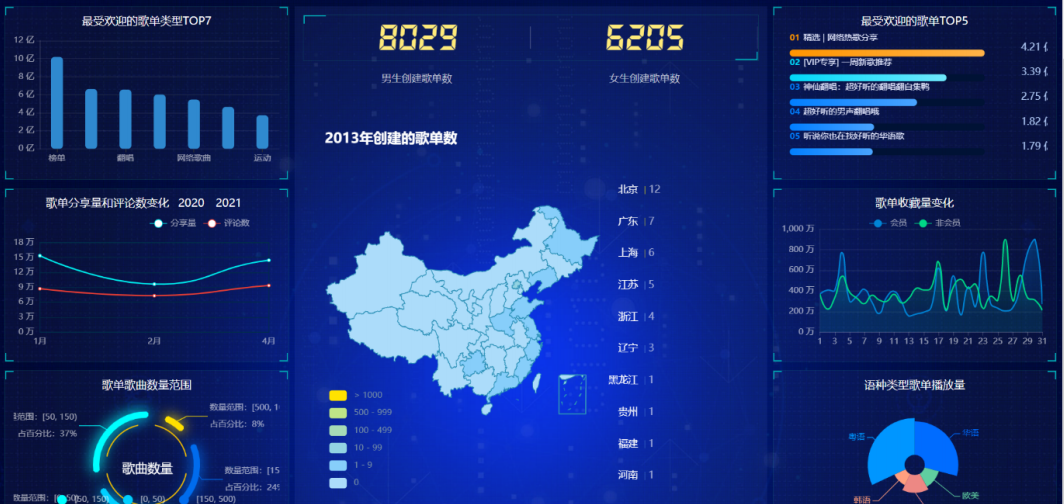 最受欢迎的歌单类型TOP7
12 亿
10 亿
8 亿
6 亿
4 亿
2 亿
0 亿
榜单
翻唱
网络歌曲
运动
歌单分享量和评论数变化 2020 2021
分享量
评论数
18 万
15 万
12 万
9 万
6 万
3 万
0 万
1月
2月
4月
歌单歌曲数量范围
范围: [50, 150)
占百分比: 37%
数量范围: [500,
占百分比: 8%
歌曲数量
数量范围: [15
占百分比: 24
数量范围:
[50, 150)
[0, 50)
[150, 500)
8029
6205
男生创建歌单数
女生创建歌单数
2013年创建的歌单数
北京 | 12
广东 | 7
上海 | 6
江苏 | 5
浙江 | 4
辽宁 | 3
黑龙江 | 1
贵州 | 1
福建 | 1
河南 | 1
> 1000
500 - 999
100 - 499
10 - 99
1 - 9
0
最受欢迎的歌单TOP5
01 精选 | 网络热歌分享
4.21
02 [VIP专享] 一周新歌推荐
3.39
03 神仙翻唱: 超好听的翻唱翻自集鸭
2.75
04 超好听的男声翻唱哦
1.82
05 听说你也在找好听的华语歌
1.79
歌单收藏量变化
会员
非会员
1,000 万
800 万
600 万
400 万
200 万
0 万
1 3 5 7 9 11 13 15 17 19 21 23 25 27 29 31
语种类型歌单播放量
粤语
华语
韩语
欧美